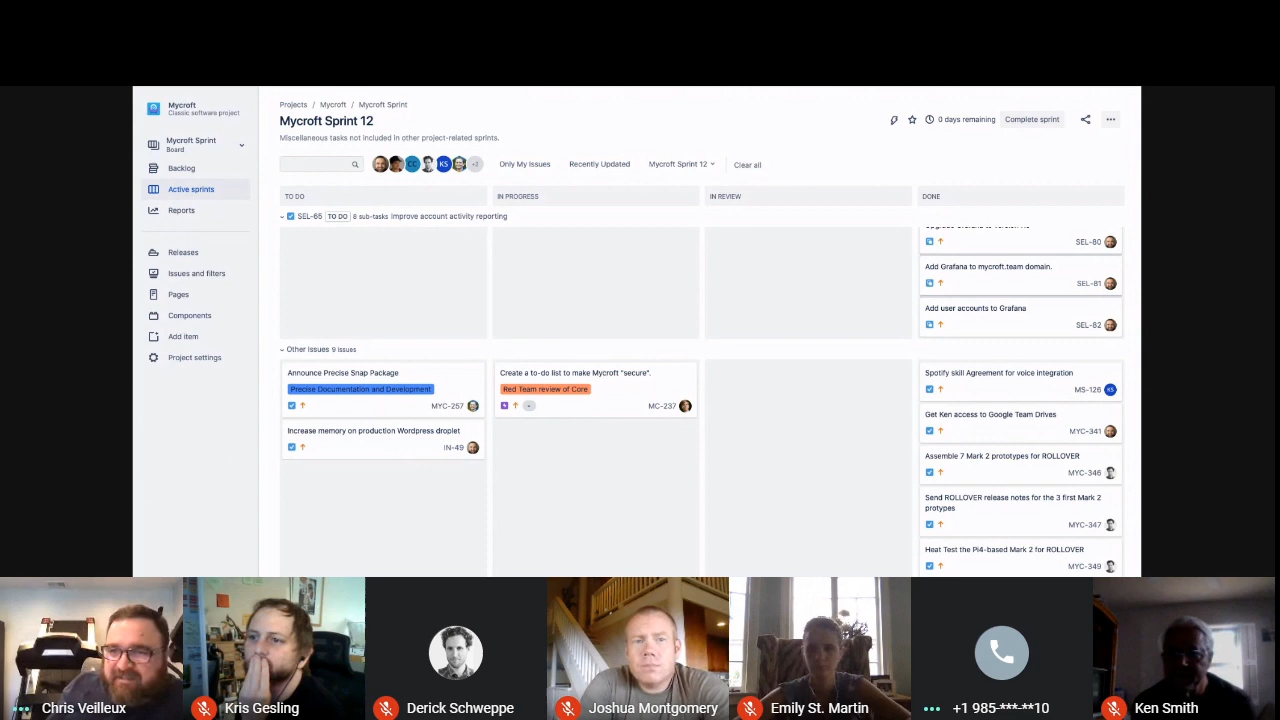 Mycroft
Classic software project
Mycroft Sprint
Board
Backlog
Active sprints
Reports
Releases
Issues and filters
Pages
Components
Add item
Project settings
Projects / Mycroft / Mycroft Sprint
Mycroft Sprint 12
0 days remaining
Complete sprint
Miscellaneous tasks not included in other project-related sprints.
CC
KS
Only My Issues
Recently Updated
Mycroft Sprint 12
Clear all
TO DO
IN PROGRESS
IN REVIEW
DONE
SEL-65 TO DO 8 sub-tasks Improve account activity reporting
SEL-80
Add Grafana to mycroft.team domain.
SEL-81
Add user accounts to Grafana
SEL-82
Other Issues 9 issues
Announce Precise Snap Package
Precise Documentation and Development
MYC-257
Increase memory on production Wordpress droplet
IN-49
Create a to-do list to make Mycroft "secure".
Red Team review of Core
-
MC-237
Spotify skill Agreement for voice integration
MS-126 KS
Get Ken access to Google Team Drives
MYC-341
Assemble 7 Mark 2 prototypes for ROLLOVER
MYC-346
Send ROLLOVER release notes for the 3 first Mark 2
protypes
MYC-347
Heat Test the Pi4-based Mark 2 for ROLLOVER
MYC-349
Chris Veilleux
Kris Gesling
Derick Schweppe
Joshua Montgomery
Emily St. Martin
+1 985-***-**10
Ken Smith